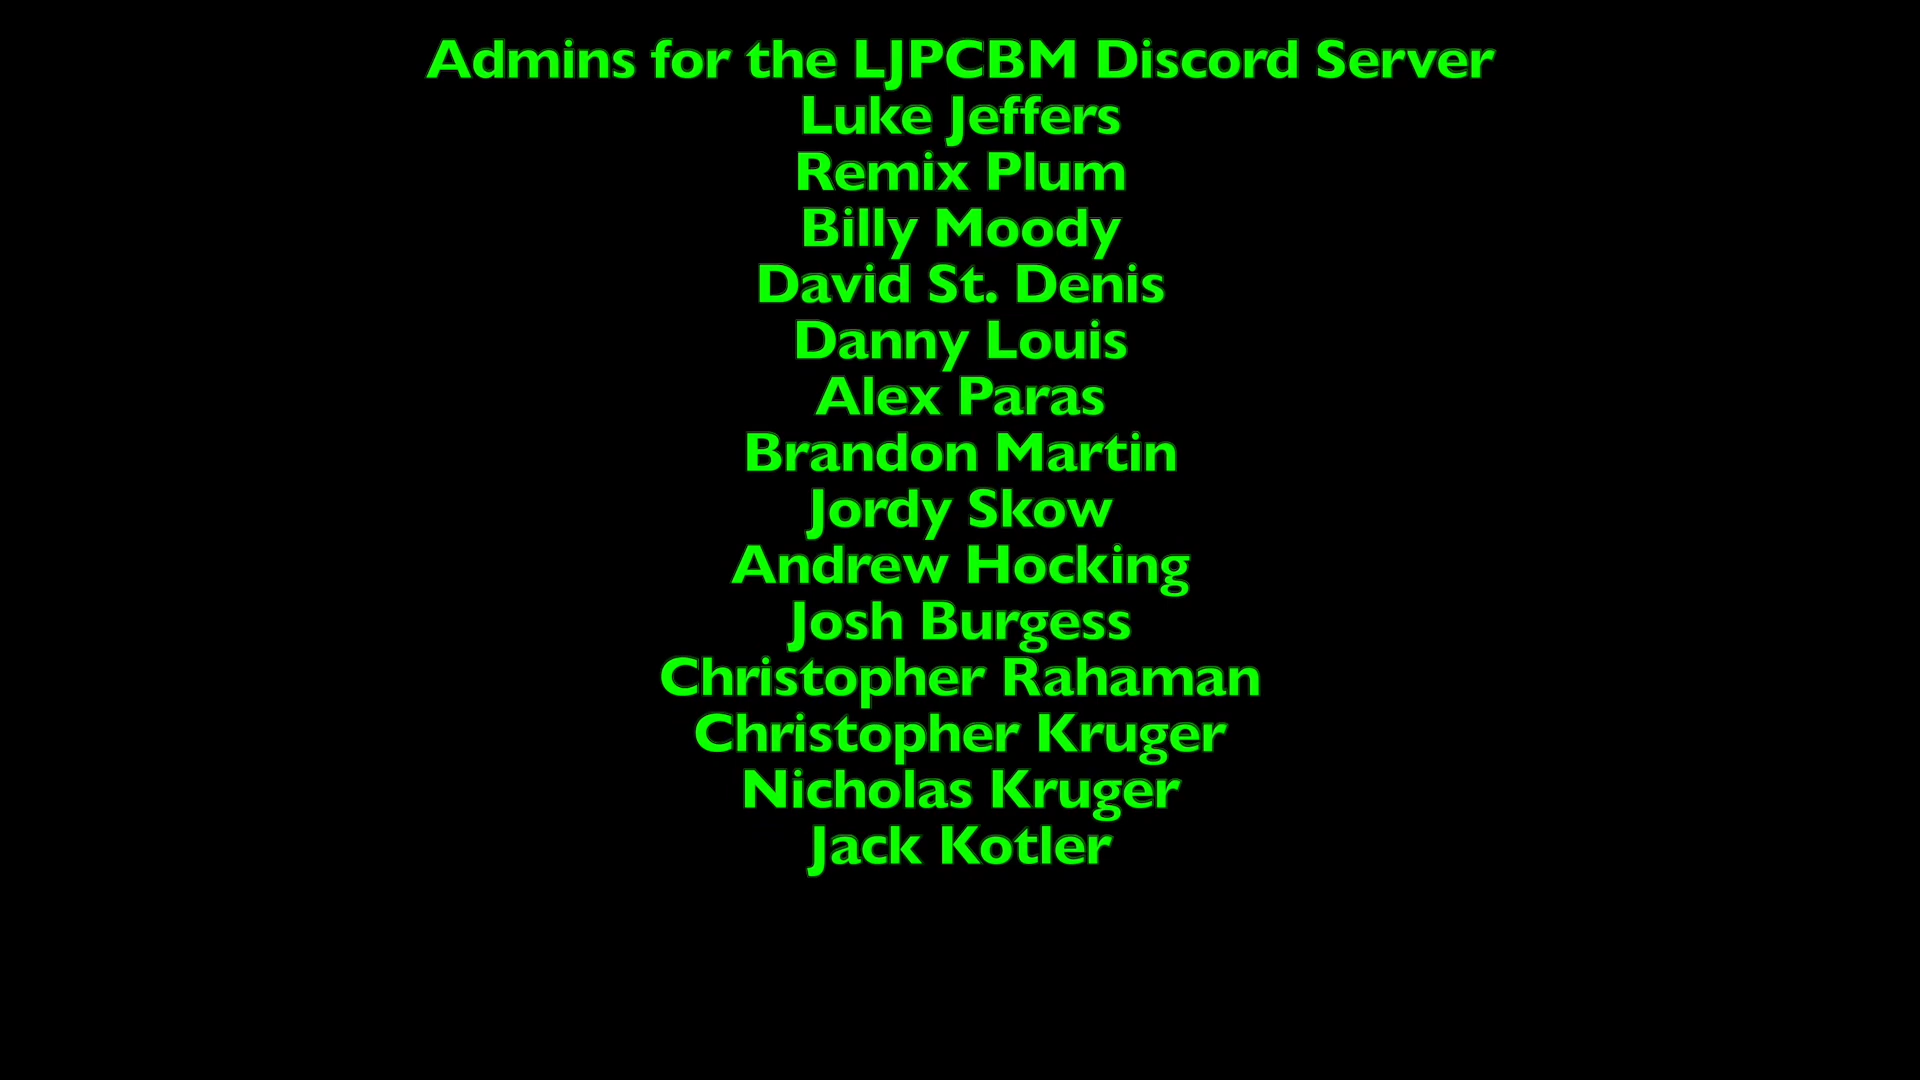 Admins for the LJPCBM Discord Server
Luke Jeffers
Remix Plum
Billy Moody
David St. Denis
Danny Louis
Alex Paras
Brandon Martin
Jordy Skow
Andrew Hocking
Josh Burgess
Christopher Rahaman
Christopher Kruger
Nicholas Kruger
Jack Kotler